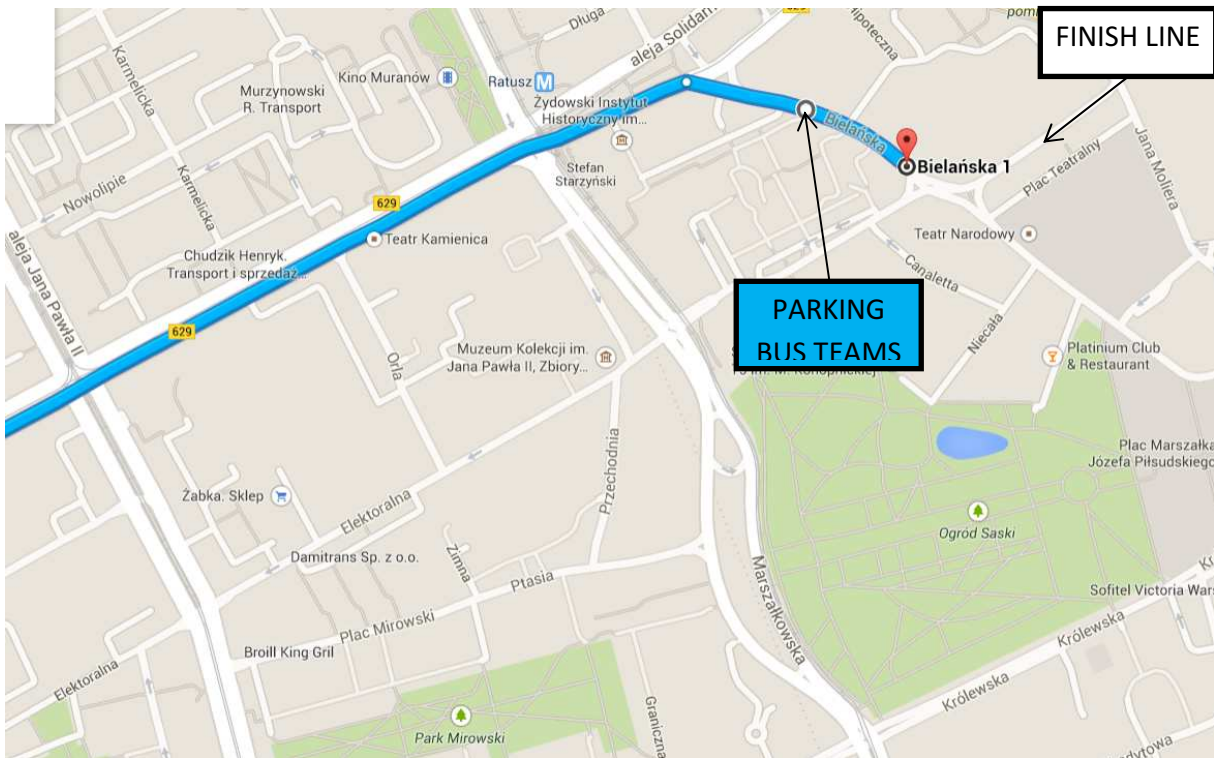 Długa
629
Hipoteczna
FINISH LINE
Karmelicka
aleja Solidarn
Kino Muranów
Ratusz M
Murzynowski
R. Transport
Żydowski Instytut
Historyczny im...
Bielańska
Bielańska 1
Plac Teatralny
Jana Moliera
Stefan
Starzyński
Nowolipie
Karmelicka
629
Teatr Kamienica
Teatr Narodowy
aleja Jana Pawła II
Chudzik Henryk.
Transport i sprzedaż...
Canaletta
PARKING
BUS TEAMS
Niecała
629
Orla
Muzeum Kolekcji im.
Jana Pawła II, Zbiory...
Platinium Club
& Restaurant
Przechodnia
Plac Marszałka
Józefa Piłsudskiego
Żabka. Sklep
Elektoralna
Ogród Saski
Damitrans Sp. z o.o.
Zimna
Ptasia
Marszałkowska
Sofitel Victoria Wars
Plac Mirowski
Królewska
Broill King Gril
Elektoralna
Królewska
Graniczna
Park Mirowski